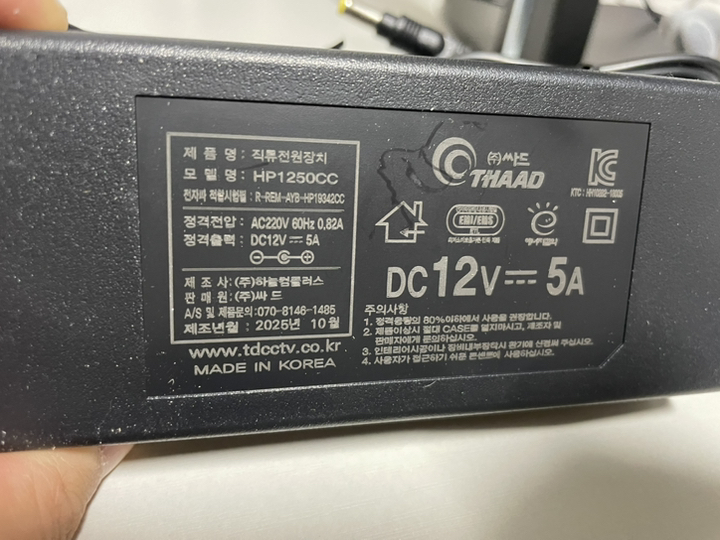 제 품 명 : 직류전원장치
모 델 명 : HP1250CC
전자파 적합시험필 : R-REM-AYB-HP19342CC
정격전압 : AC220V 60Hz 0.82A
정격출력 : DC12V 5A
제 조 사 : (주)하늘컴플러스
판 매 원 : (주)싸 드
A/S 및 제품문의 : 070-8146-1485
제조년월 : 2025년 10월
www.tdcctv.co.kr
MADE IN KOREA
(주)싸드
THAAD
KC
EMI/EMS
DC 12V 5A
주의사항
1. 정격용량의 80%이하에서 사용을 권장합니다.
2. 제품이상시 절대 CASE를 열지마시고, 제조자 및
판매자에게 문의하십시오.
3. 인테리어시공이나 장비내부장착시 판기에 신경써 주십시오.
4. 사용자가 접근하기 쉬운 콘센트에 사용하십시오.